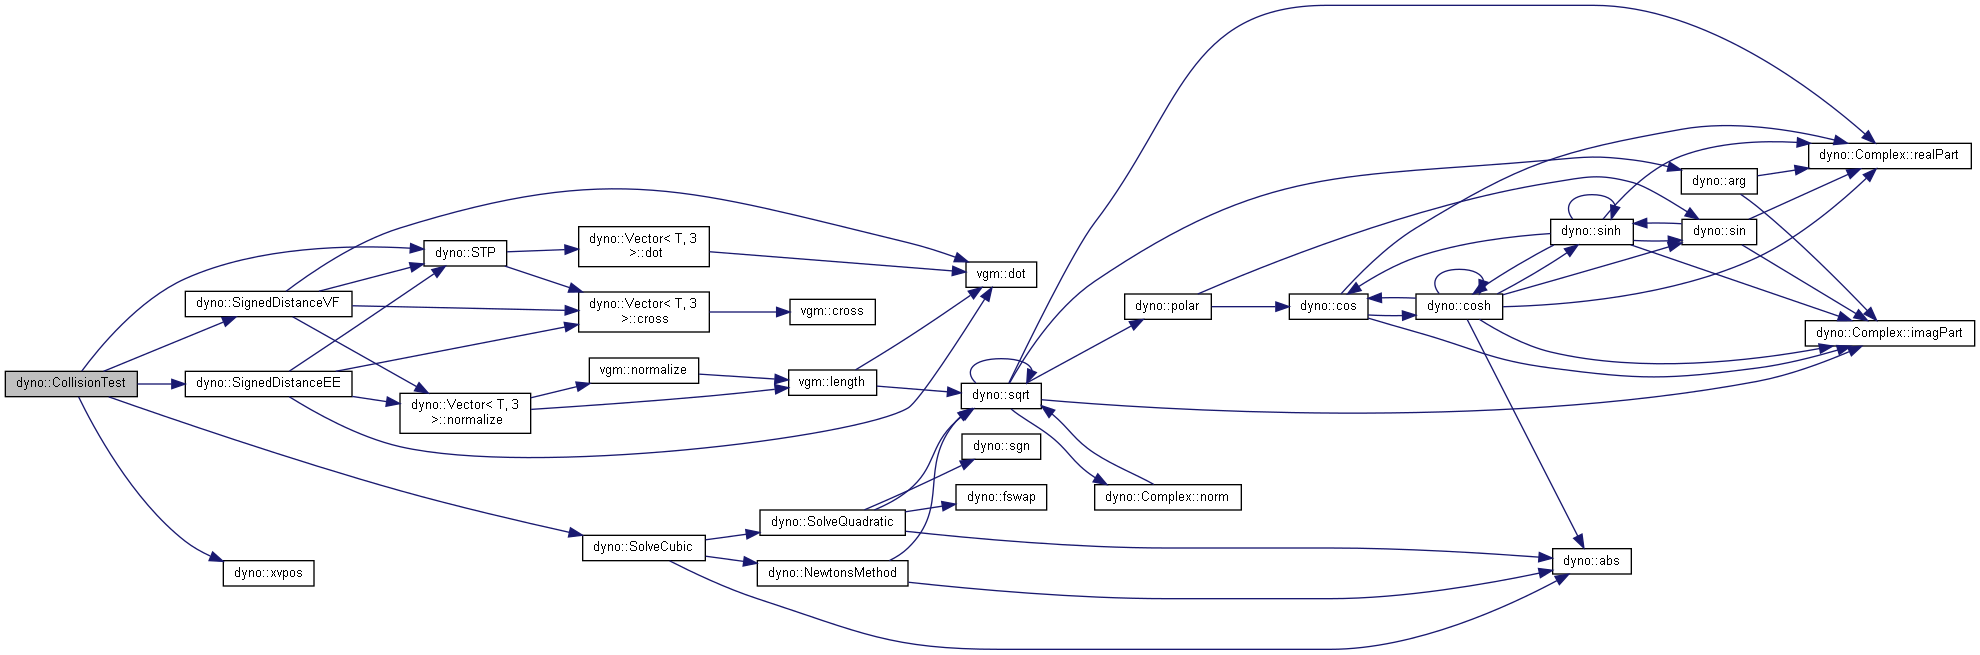 dyno::CollisionTest
dyno::SignedDistanceVF
dyno::SignedDistanceEE
dyno::xvpos
dyno::STP
dyno::Vector< T, 3
>::normalize
dyno::Vector< T, 3
>::dot
dyno::Vector< T, 3
>::cross
vgm::normalize
dyno::SolveCubic
vgm::cross
vgm::length
dyno::SolveQuadratic
dyno::NewtonsMethod
vgm::dot
dyno::sqrt
dyno::sgn
dyno::fswap
dyno::polar
dyno::Complex::norm
dyno::cos
dyno::cosh
dyno::sinh
dyno::abs
dyno::arg
dyno::sin
dyno::Complex::realPart
dyno::Complex::imagPart